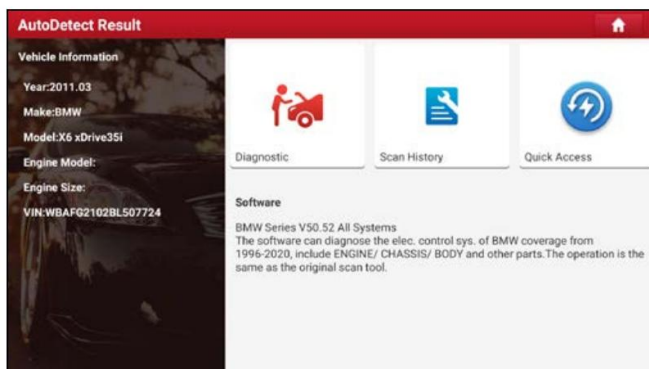 AutoDetect Result
Vehicle Information
Year:2011.03
Make:BMW
Model:X6 xDrive35i
Engine Model:
Engine Size:
VIN:WBAFG2102BL507724
Diagnostic
Scan History
Quick Access
Software
BMW Series V50.52 All Systems
The software can diagnose the elec. control sys. of BMW coverage from
1996-2020, include ENGINE/ CHASSIS/ BODY and other parts.The operation is the
same as the original scan tool.